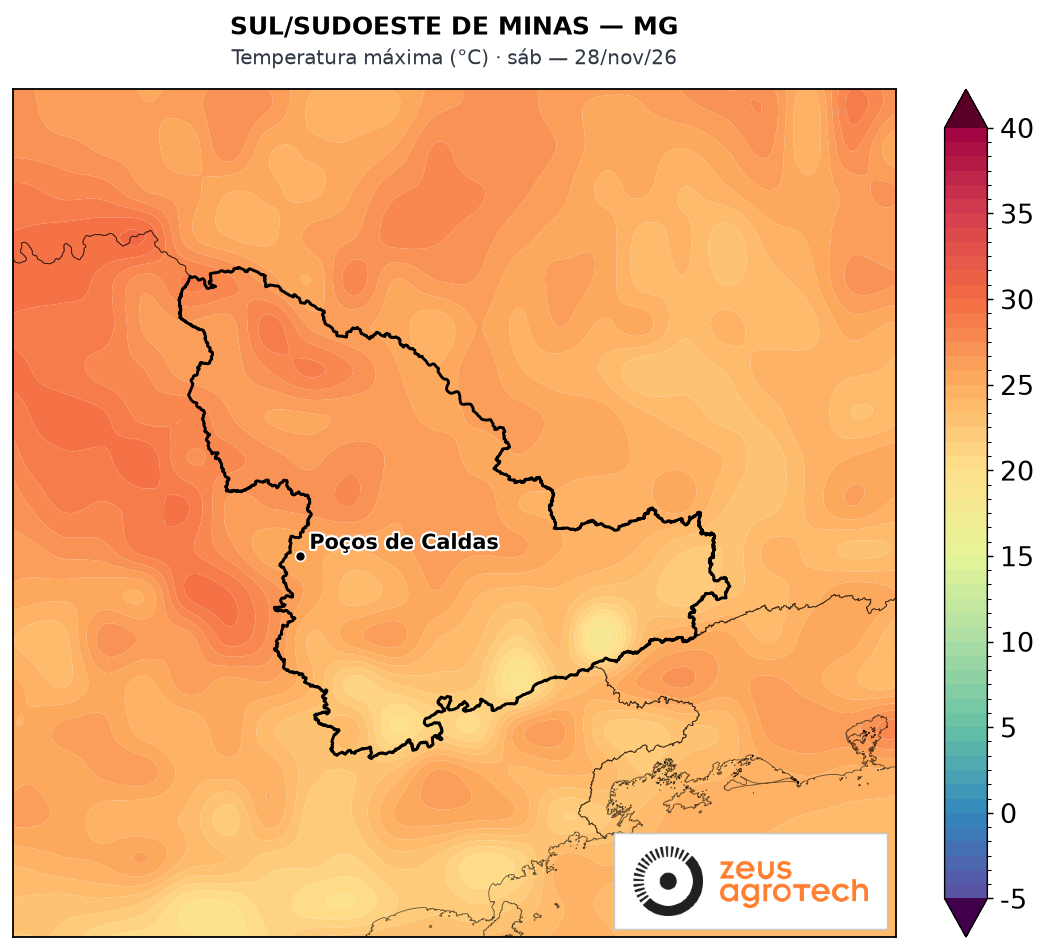 SUL/SUDOESTE DE MINAS — MG
Temperatura máxima (°C) · sáb — 28/nov/26
40
35
30
25
20
15
10
5
0
-5
Poços de Caldas
zeus
agrotech